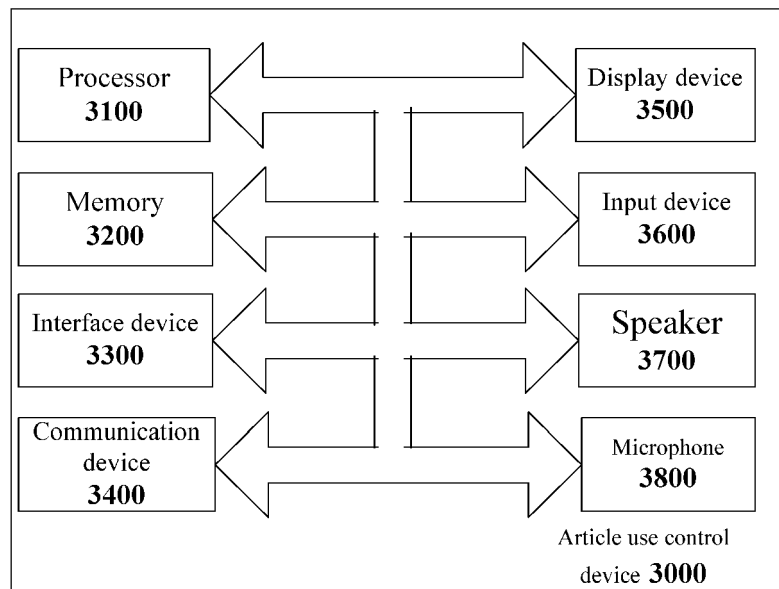 Processor
3100
Display device
3500
Memory
3200
Input device
3600
Interface device
3300
Speaker
3700
Communication
device
3400
Microphone
3800
Article use control
device 3000